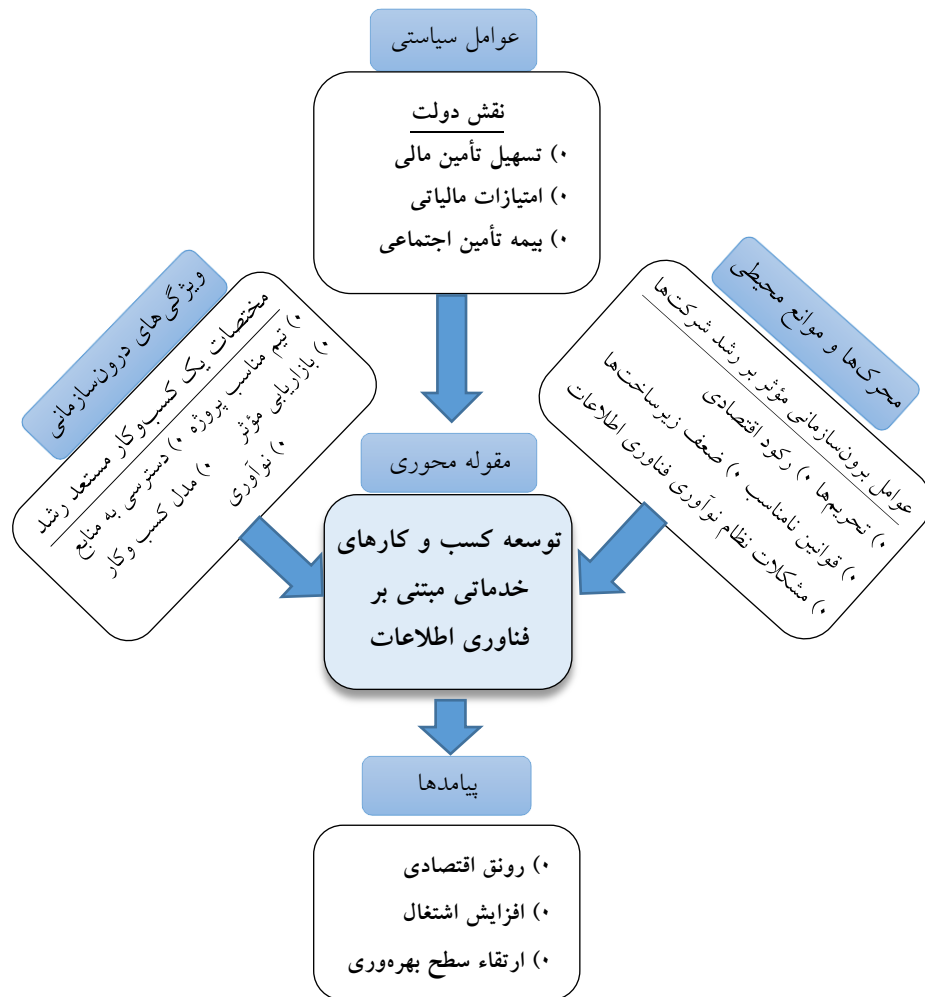 عوامل سیاستی
نقش دولت
۰) تسهیل تأمین مالی
۰) امتیازات مالیاتی
۰) بیمه تأمین اجتماعی
محرک‌ها و موانع محیطی
عوامل برون‌سازمانی مؤثر بر رشد شرکت‌ها
۰) تحریم‌ها ۰) رکود اقتصادی
۰) قوانین نامناسب ۰) ضعف زیرساخت‌ها
۰) مشکلات نظام نوآوری فناوری اطلاعات
ویژگی‌های درون‌سازمانی
مختصات یک کسب‌وکار مستعد رشد
۰) تیم مناسب پروژه ۰) دسترسی به منابع
۰) بازاریابی مؤثر ۰) مدل کسب وکار
۰) نوآوری
مقوله محوری
توسعه کسب و کارهای
خدماتی مبتنی بر
فناوری اطلاعات
پیامدها
۰) رونق اقتصادی
۰) افزایش اشتغال
۰) ارتقاء سطح بهره‌وری